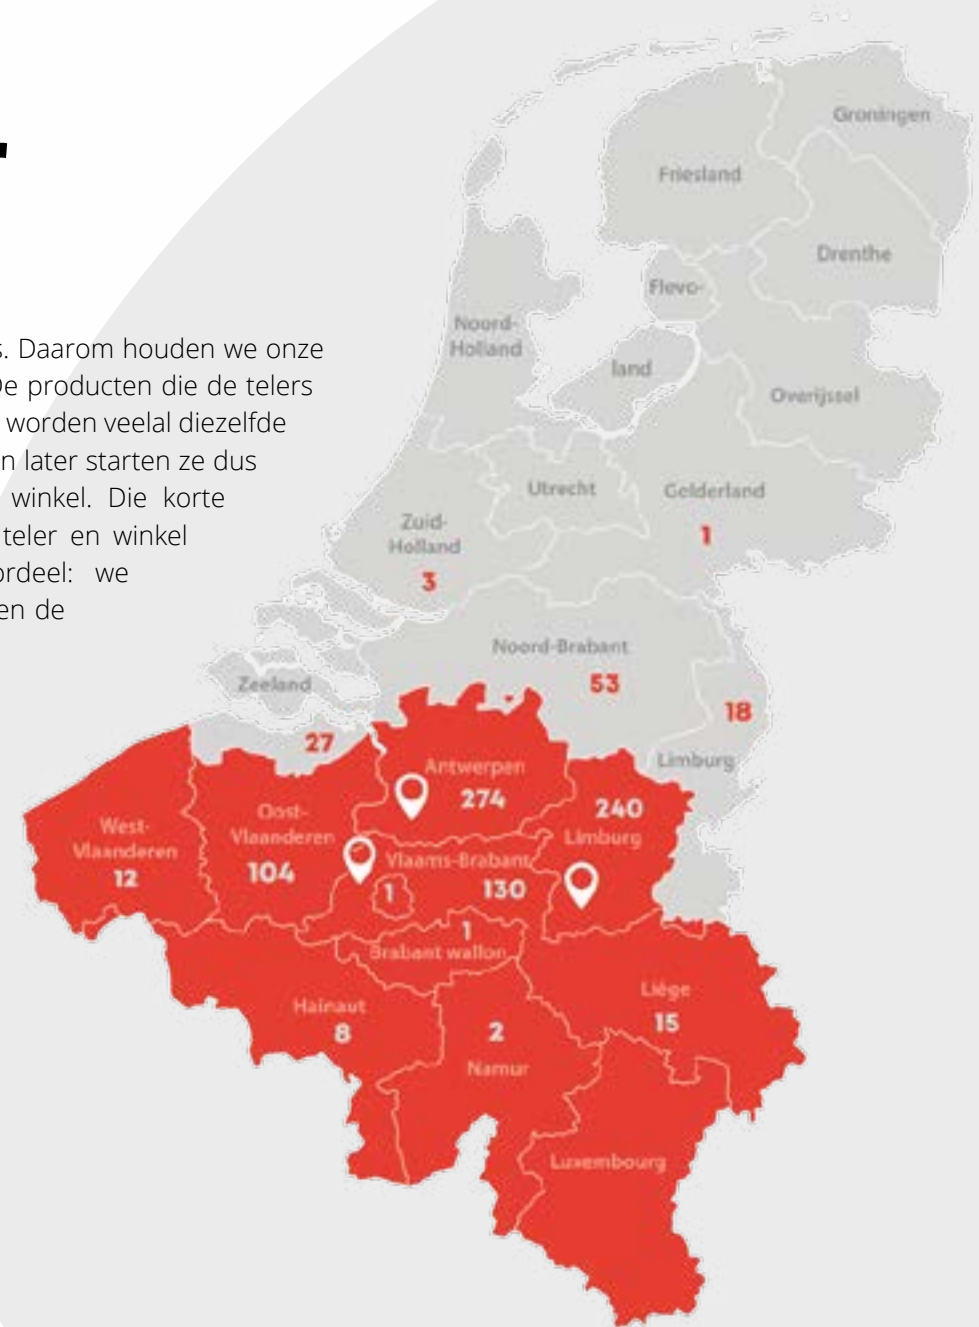 s. Daarom houden we onze
De producten die de telers
worden veelal diezelfde
n later starten ze dus
winkel. Die korte
teler en winkel
ordeel: we
en de
Groningen
Friesland
Drenthe
Flevo-
land
Noord-
Holland
Overijssel
Utrecht
Gelderland
1
Zuid-
Holland
3
Noord-Brabant
53
Zeeland
27
18
Limburg
Antwerpen
274
240
Limburg
West-
Vlaanderen
12
Oost-
Vlaanderen
104
Vlaams-Brabant
1
130
1
Brabant wallon
Hainaut
8
2
Namur
Liège
15
Luxembourg